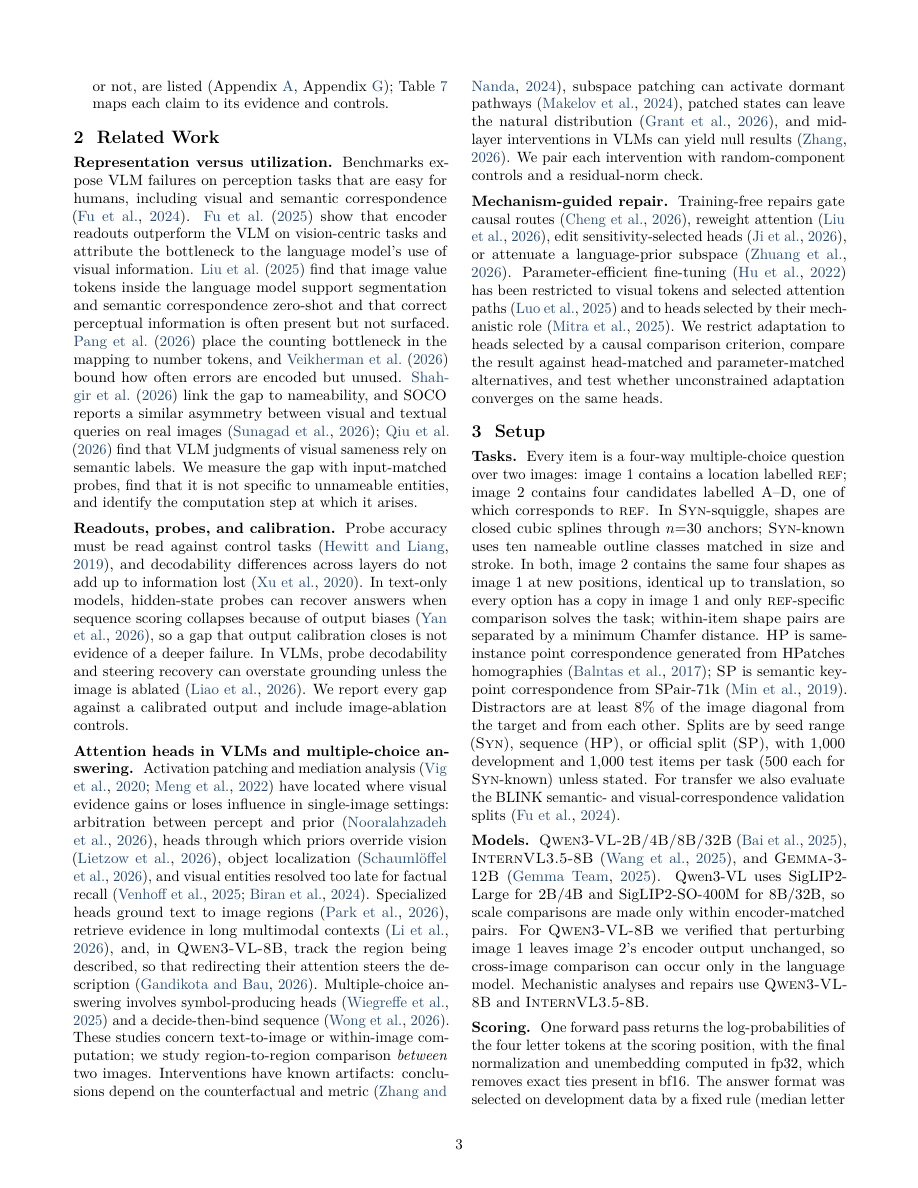 or not, are listed (Appendix A, Appendix G); Table 7
maps each claim to its evidence and controls.
2 Related Work
Representation versus utilization. Benchmarks ex-
pose VLM failures on perception tasks that are easy for
humans, including visual and semantic correspondence
(Fu et al., 2024). Fu et al. (2025) show that encoder
readouts outperform the VLM on vision-centric tasks and
attribute the bottleneck to the language model's use of
visual information. Liu et al. (2025) find that image value
tokens inside the language model support segmentation
and semantic correspondence zero-shot and that correct
perceptual information is often present but not surfaced.
Pang et al. (2026) place the counting bottleneck in the
mapping to number tokens, and Veikherman et al. (2026)
bound how often errors are encoded but unused. Shah-
gir et al. (2026) link the gap to nameability, and SOCO
reports a similar asymmetry between visual and textual
queries on real images (Sunagad et al., 2026); Qiu et al.
(2026) find that VLM judgments of visual sameness rely on
semantic labels. We measure the gap with input-matched
probes, find that it is not specific to unnameable entities,
and identify the computation step at which it arises.
Readouts, probes, and calibration. Probe accuracy
must be read against control tasks (Hewitt and Liang,
2019), and decodability differences across layers do not
add up to information lost (Xu et al., 2020). In text-only
models, hidden-state probes can recover answers when
sequence scoring collapses because of output biases (Yan
et al., 2026), so a gap that output calibration closes is not
evidence of a deeper failure. In VLMs, probe decodability
and steering recovery can overstate grounding unless the
image is ablated (Liao et al., 2026). We report every gap
against a calibrated output and include image-ablation
controls.
Attention heads in VLMs and multiple-choice an-
swering. Activation patching and mediation analysis (Vig
et al., 2020; Meng et al., 2022) have located where visual
evidence gains or loses influence in single-image settings:
arbitration between percept and prior (Nooralahzadeh
et al., 2026), heads through which priors override vision
(Lietzow et al., 2026), object localization (Schaumlöffel
et al., 2026), and visual entities resolved too late for factual
recall (Venhoff et al., 2025; Biran et al., 2024). Specialized
heads ground text to image regions (Park et al., 2026),
retrieve evidence in long multimodal contexts (Li et al.,
2026), and, in QWEN3-VL-8B, track the region being
described, so that redirecting their attention steers the de-
scription (Gandikota and Bau, 2026). Multiple-choice an-
swering involves symbol-producing heads (Wiegreffe et al.,
2025) and a decide-then-bind sequence (Wong et al., 2026).
These studies concern text-to-image or within-image com-
putation; we study region-to-region comparison between
two images. Interventions have known artifacts: conclu-
sions depend on the counterfactual and metric (Zhang and
Nanda, 2024), subspace patching can activate dormant
pathways (Makelov et al., 2024), patched states can leave
the natural distribution (Grant et al., 2026), and mid-
layer interventions in VLMs can yield null results (Zhang,
2026). We pair each intervention with random-component
controls and a residual-norm check.
Mechanism-guided repair. Training-free repairs gate
causal routes (Cheng et al., 2026), reweight attention (Liu
et al., 2026), edit sensitivity-selected heads (Ji et al., 2026),
or attenuate a language-prior subspace (Zhuang et al.,
2026). Parameter-efficient fine-tuning (Hu et al., 2022)
has been restricted to visual tokens and selected attention
paths (Luo et al., 2025) and to heads selected by their mech-
anistic role (Mitra et al., 2025). We restrict adaptation to
heads selected by a causal comparison criterion, compare
the result against head-matched and parameter-matched
alternatives, and test whether unconstrained adaptation
converges on the same heads.
3 Setup
Tasks. Every item is a four-way multiple-choice question
over two images: image 1 contains a location labelled REF;
image 2 contains four candidates labelled A–D, one of
which corresponds to REF. In SYN-squiggle, shapes are
closed cubic splines through n=30 anchors; SYN-known
uses ten nameable outline classes matched in size and
stroke. In both, image 2 contains the same four shapes as
image 1 at new positions, identical up to translation, so
every option has a copy in image 1 and only REF-specific
comparison solves the task; within-item shape pairs are
separated by a minimum Chamfer distance. HP is same-
instance point correspondence generated from HPatches
homographies (Balntas et al., 2017); SP is semantic key-
point correspondence from SPair-71k (Min et al., 2019).
Distractors are at least 8% of the image diagonal from
the target and from each other. Splits are by seed range
(SYN), sequence (HP), or official split (SP), with 1,000
development and 1,000 test items per task (500 each for
SYN-known) unless stated. For transfer we also evaluate
the BLINK semantic- and visual-correspondence validation
splits (Fu et al., 2024).
Models. QWEN3-VL-2B/4B/8B/32B (Bai et al., 2025),
INTERNVL3.5-8B (Wang et al., 2025), and GEMMA-3-
12B (Gemma Team, 2025). Qwen3-VL uses SigLIP2-
Large for 2B/4B and SigLIP2-SO-400M for 8B/32B, so
scale comparisons are made only within encoder-matched
pairs. For QWEN3-VL-8B we verified that perturbing
image 1 leaves image 2's encoder output unchanged, so
cross-image comparison can occur only in the language
model. Mechanistic analyses and repairs use QWEN3-VL-
8B and INTERNVL3.5-8B.
Scoring. One forward pass returns the log-probabilities of
the four letter tokens at the scoring position, with the final
normalization and unembedding computed in fp32, which
removes exact ties present in bf16. The answer format was
selected on development data by a fixed rule (median letter
3